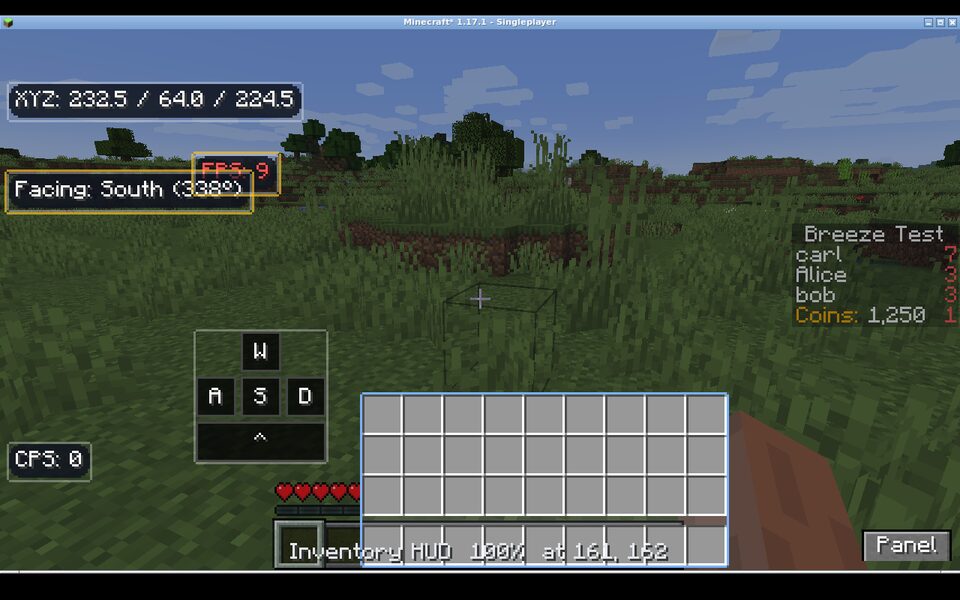 Minecraft* 1.17.1 - Singleplayer
XYZ: 232.5 / 64.0 / 224.5
FPS: 9
Facing: South (338°)
Breeze Test
carl 7
Alice 3
bob 3
Coins: 1,250 1
W
A S D
^
CPS: 0
Inventory HUD 100% at 161, 162
Panel